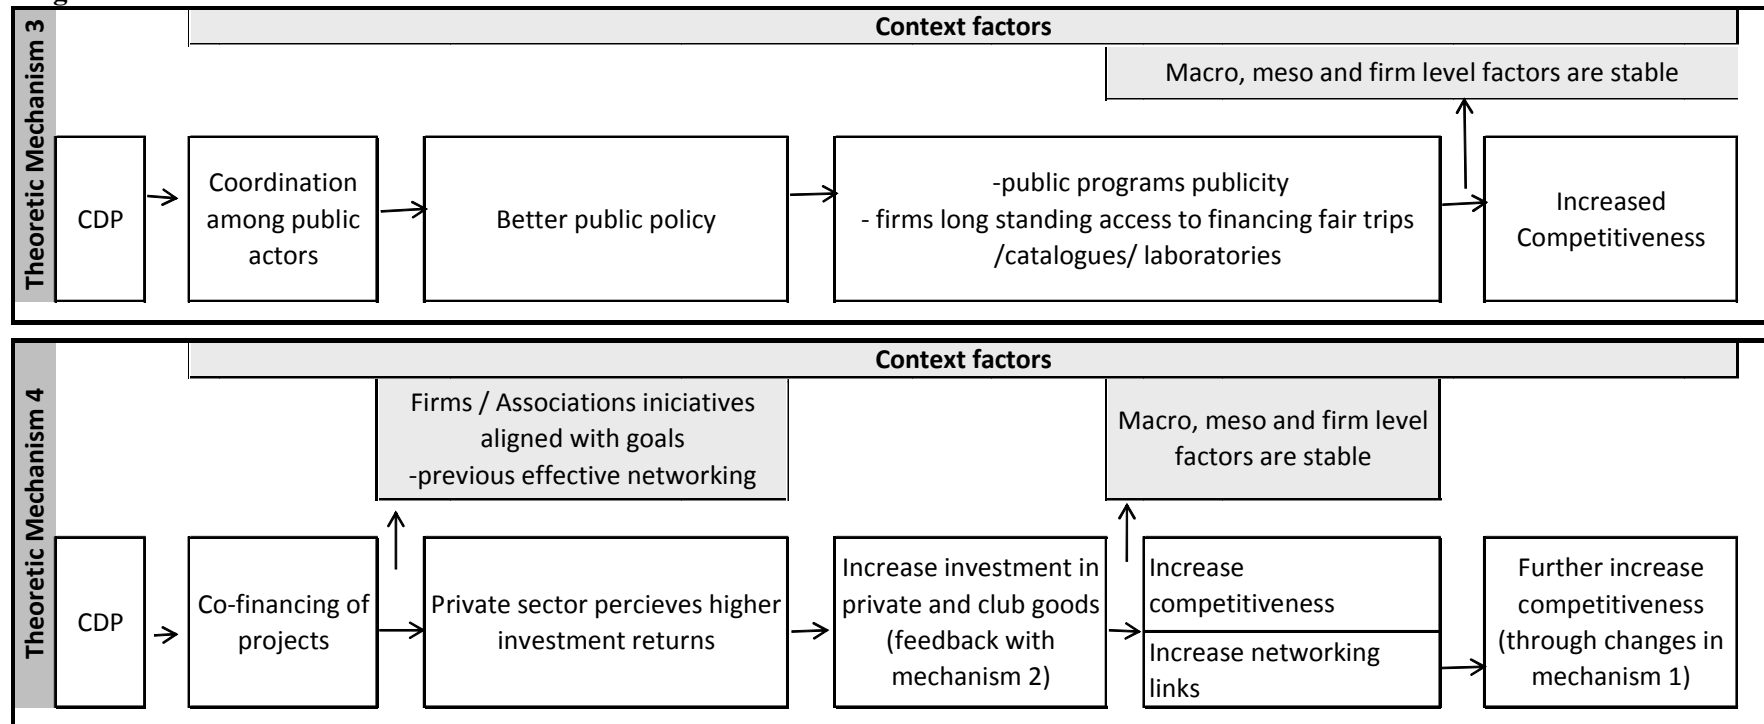 Theoretic Mechanism 3
Context factors
Macro, meso and firm level factors are stable
CDP
Coordination
among public
actors
Better public policy
-public programs publicity
- firms long standing access to financing fair trips
/catalogues/ laboratories
Increased
Competitiveness
Theoretic Mechanism 4
Context factors
Firms / Associations iniciatives
aligned with goals
-previous effective networking
Macro, meso and firm level
factors are stable
CDP
Co-financing of
projects
Private sector percieves higher
investment returns
Increase investment in
private and club goods
(feedback with
mechanism 2)
Increase
competitiveness
Increase networking
links
Further increase
competitiveness
(through changes in
mechanism 1)